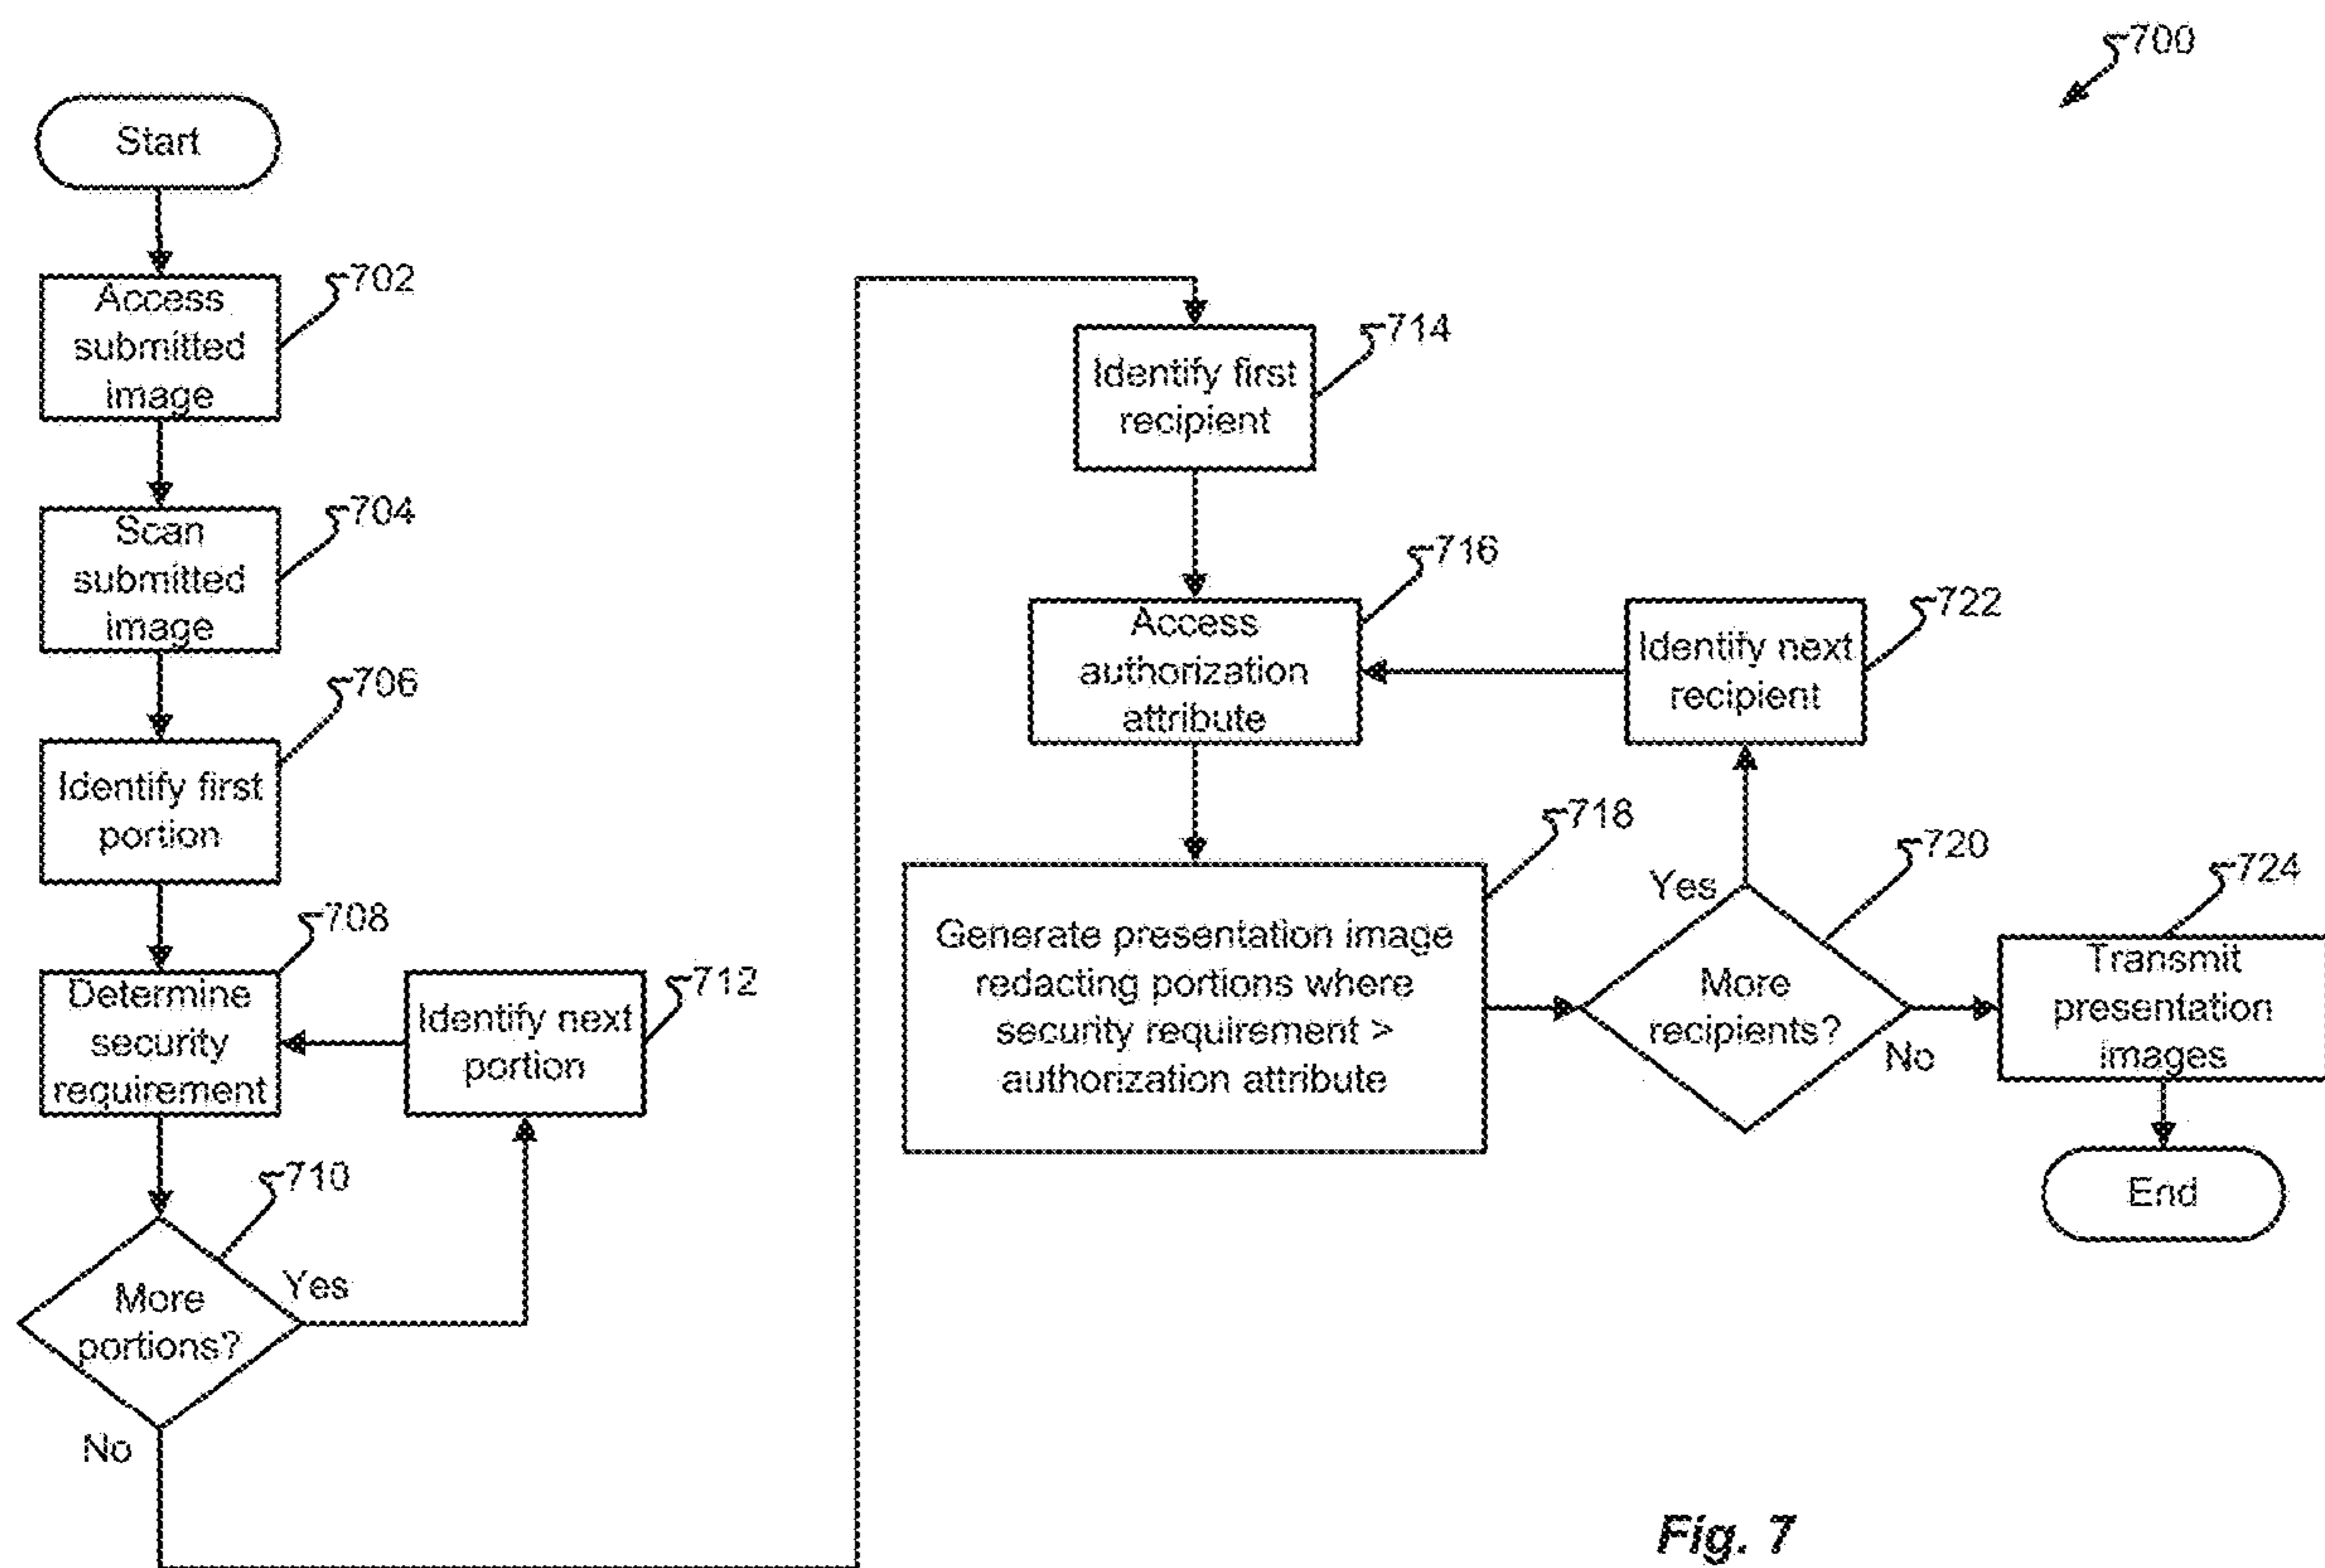 700
Start
702
Access
submitted
image
704
Scan
submitted
image
706
Identify first
portion
708
Determine
security
requirement
712
Identify next
portion
710
More
portions?
Yes
No
714
Identify first
recipient
716
Access
authorization
attribute
722
Identify next
recipient
718
Generate presentation image
redacting portions where
security requirement >
authorization attribute
720
More
recipients?
Yes
No
724
Transmit
presentation
images
End
Fig. 7